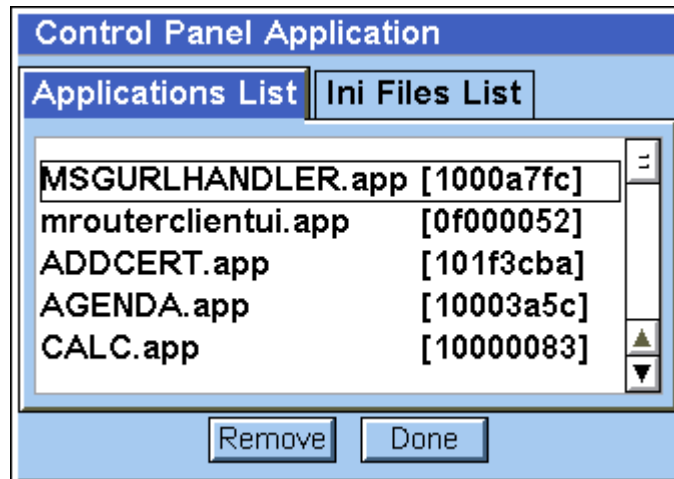 Control Panel Application
Applications List Ini Files List
MSGURLHANDLER.app [1000a7fc]
mrouterclientui.app [0f000052]
ADDCERT.app [101f3cba]
AGENDA.app [10003a5c]
CALC.app [10000083]
Remove Done